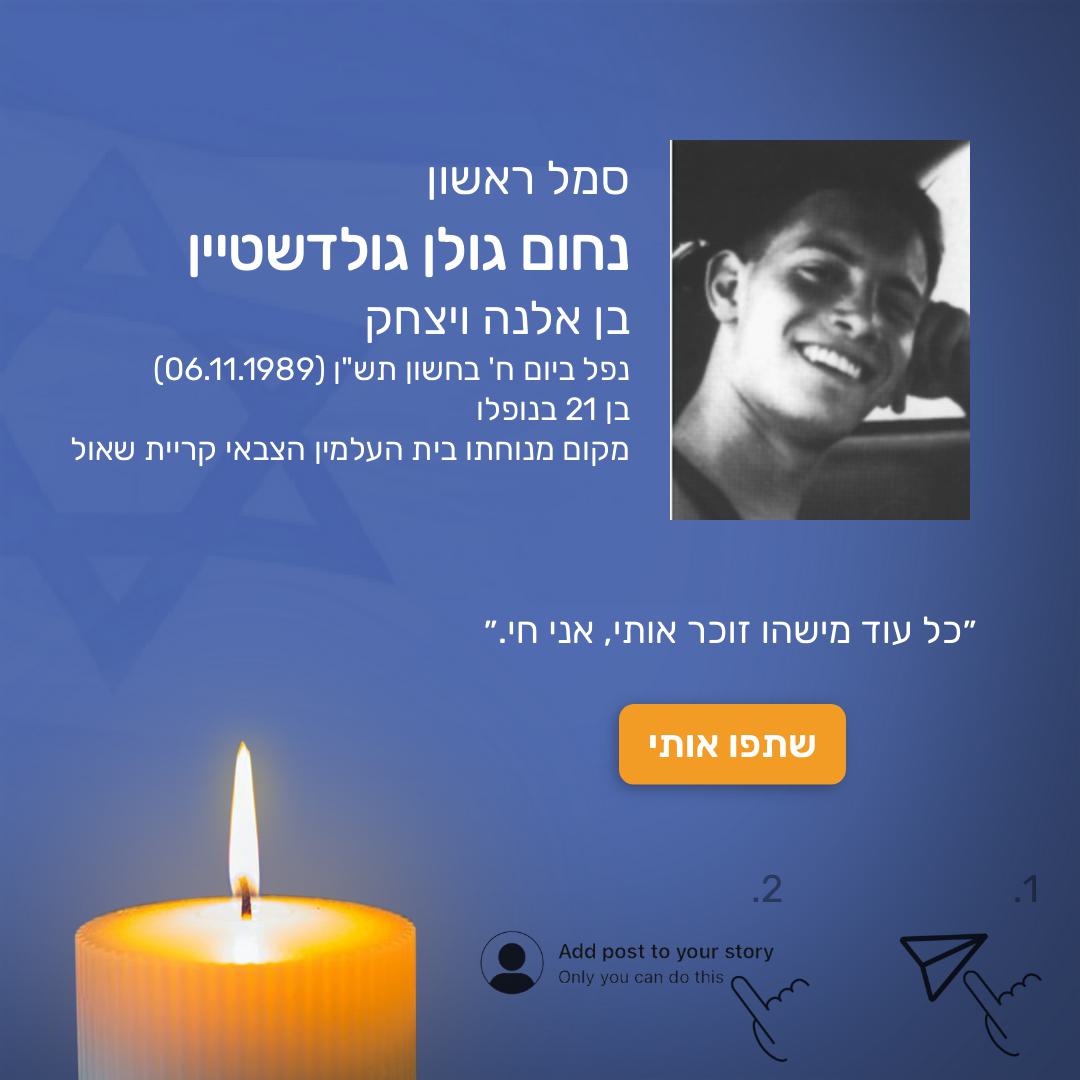 סמל ראשון
נחום גולן גולדשטיין
בן אלנה ויצחק
נפל ביום ח' בחשוון תש"ן (06.11.1989)
בן 21 בנופלו
מקום מנוחתו בית העלמין הצבאי קריית שאול
״כל עוד מישהו זוכר אותי, אני חי.״
שתפו אותי
1.
2.
Add post to your story
Only you can do this